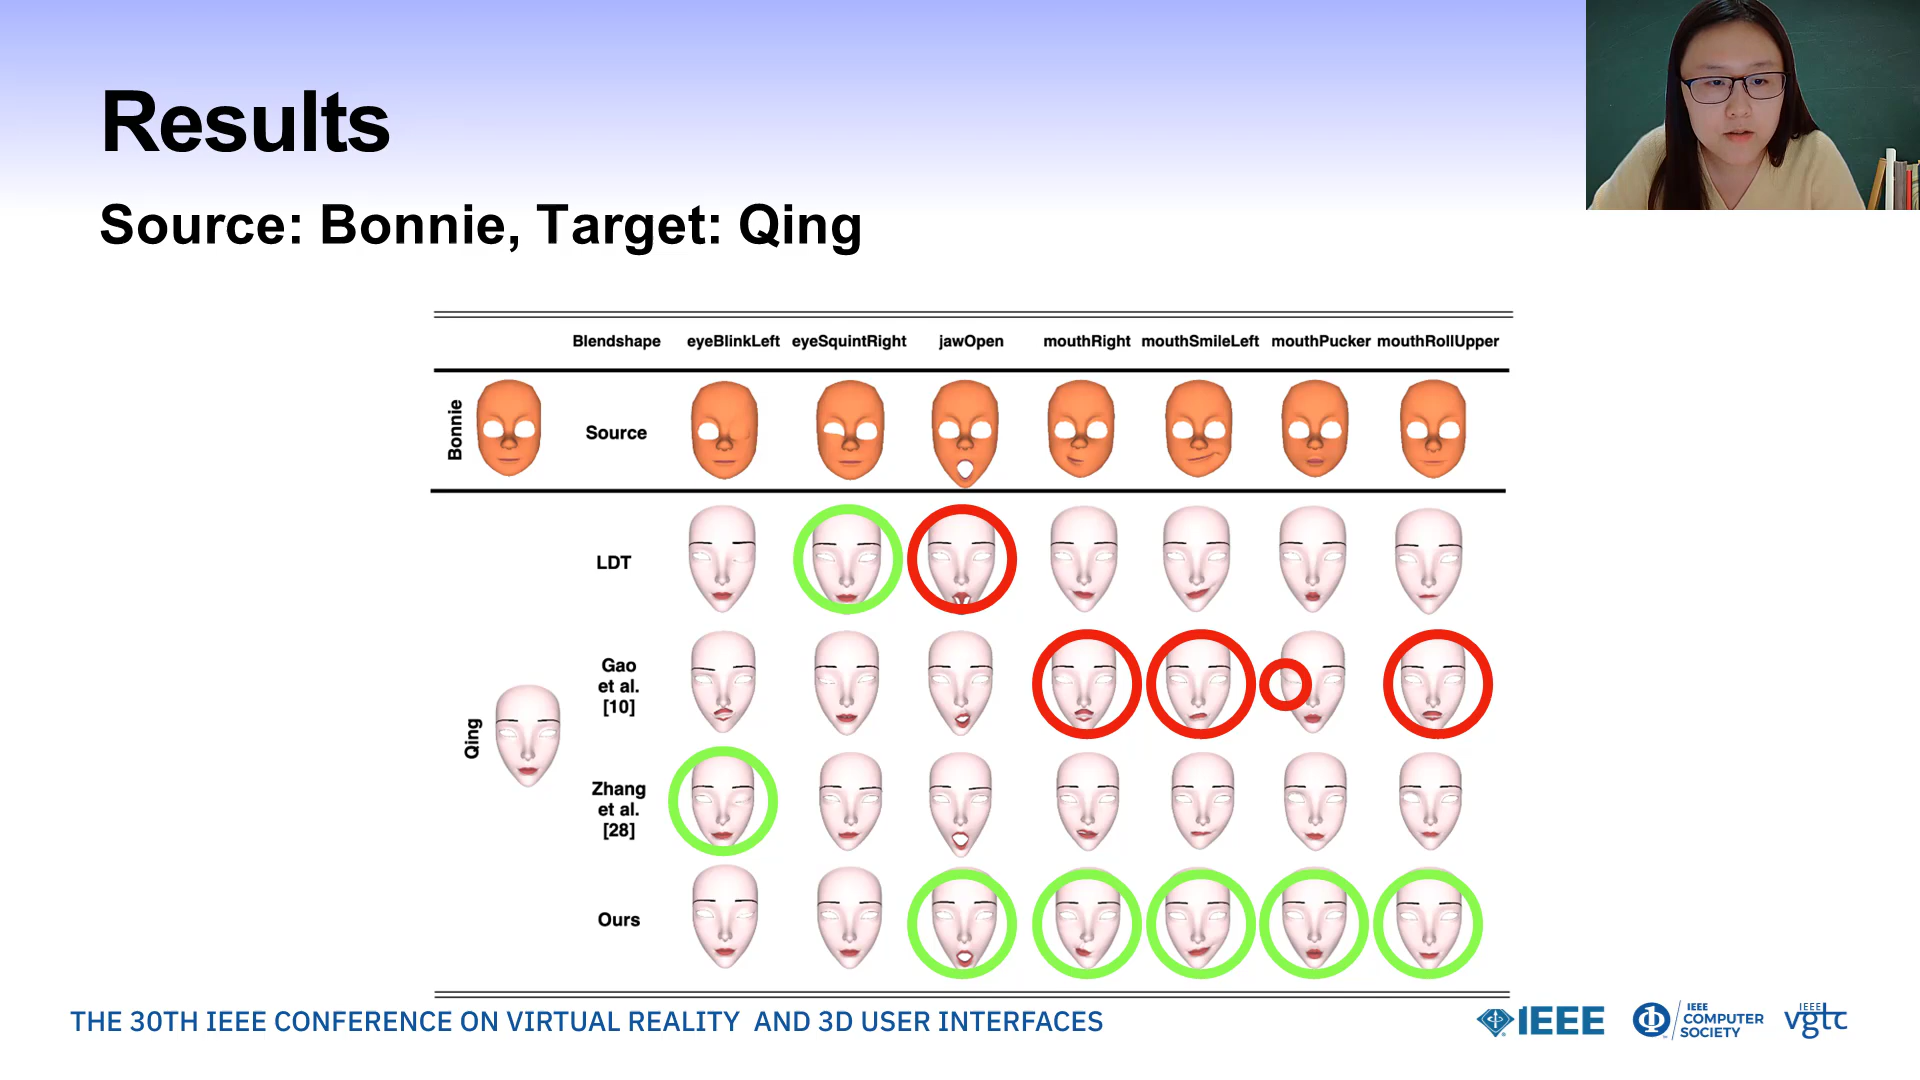 Results
Source: Bonnie, Target: Qing
Blendshape eyeBlinkLeft eyeSquintRight jawOpen mouthRight mouthSmileLeft mouthPucker mouthRollUpper
Bonnie
Source
LDT
Gao
et al.
[10]
Qing
Zhang
et al.
[28]
Ours
THE 30TH IEEE CONFERENCE ON VIRTUAL REALITY AND 3D USER INTERFACES
IEEE
IEEE
COMPUTER
SOCIETY
IEEE
vgtc